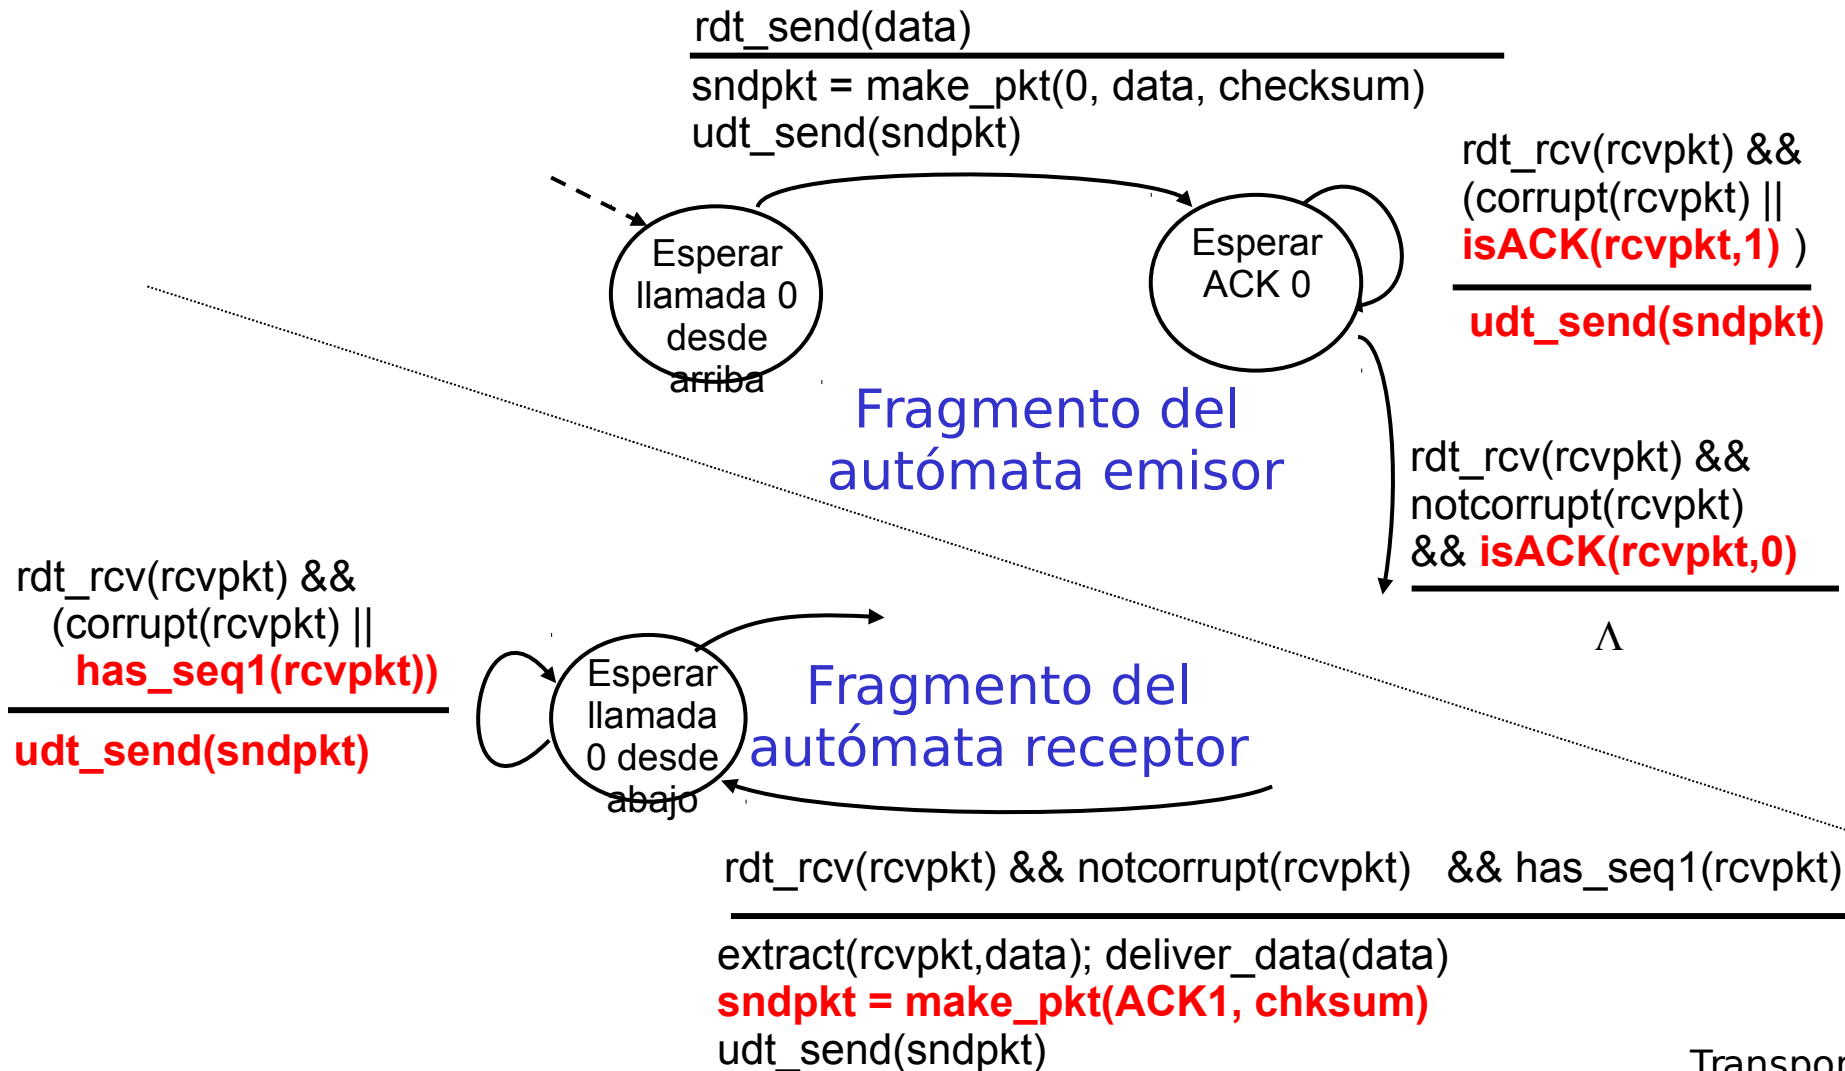 rdt_send(data)
sndpkt = make_pkt(0, data, checksum)
udt_send(sndpkt)
rdt_rcv(rcvpkt) &&
(corrupt(rcvpkt) ||
isACK(rcvpkt,1) )
udt_send(sndpkt)
Esperar
llamada 0
desde
arriba
Esperar
ACK 0
Fragmento del
autómata emisor
rdt_rcv(rcvpkt) &&
notcorrupt(rcvpkt)
&& isACK(rcvpkt,0)
Λ
rdt_rcv(rcvpkt) &&
(corrupt(rcvpkt) ||
has_seq1(rcvpkt))
udt_send(sndpkt)
Esperar
llamada
0 desde
abajo
Fragmento del
autómata receptor
rdt_rcv(rcvpkt) && notcorrupt(rcvpkt) && has_seq1(rcvpkt)
extract(rcvpkt,data); deliver_data(data)
sndpkt = make_pkt(ACK1, chksum)
udt_send(sndpkt)
Transpor